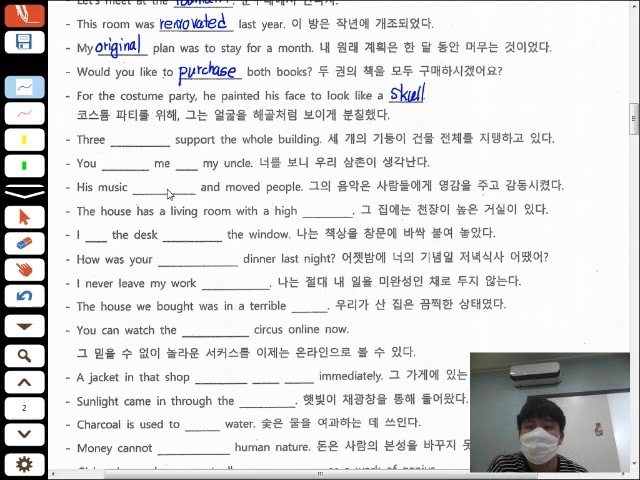 - Let's meet at the fountain.
- This room was renovated last year. 이 방은 작년에 개조되었다.
- My original plan was to stay for a month. 내 원래 계획은 한 달 동안 머무는 것이었다.
- Would you like to purchase both books? 두 권의 책을 모두 구매하시겠어요?
- For the costume party, he painted his face to look like a skull.
코스튬 파티를 위해, 그는 얼굴을 해골처럼 보이게 분칠했다.
- Three __________ support the whole building. 세 개의 기둥이 건물 전체를 지탱하고 있다.
- You ________ me ____ my uncle. 너를 보니 우리 삼촌이 생각난다.
- His music __________ and moved people. 그의 음악은 사람들에게 영감을 주고 감동시켰다.
- The house has a living room with a high ________. 그 집에는 천장이 높은 거실이 있다.
- I ____ the desk __________ the window. 나는 책상을 창문에 바싹 붙여 놓았다.
- How was your _____________ dinner last night? 어젯밤에 너의 기념일 저녁식사 어땠어?
- I never leave my work ___________. 나는 절대 내 일을 미완성인 채로 두지 않는다.
- The house we bought was in a terrible ______. 우리가 산 집은 끔찍한 상태였다.
- You can watch the ___________ circus online now.
그 믿을 수 없이 놀라운 서커스를 이제는 온라인으로 볼 수 있다.
- A jacket in that shop ________ ____ _____ immediately. 그 가게에 있는
- Sunlight came in through the ________. 햇빛이 채광창을 통해 들어왔다.
- Charcoal is used to _____ water. 숯은 물을 여과하는 데 쓰인다.
- Money cannot __________ human nature. 돈은 사람의 본성을 바꾸지 못
2